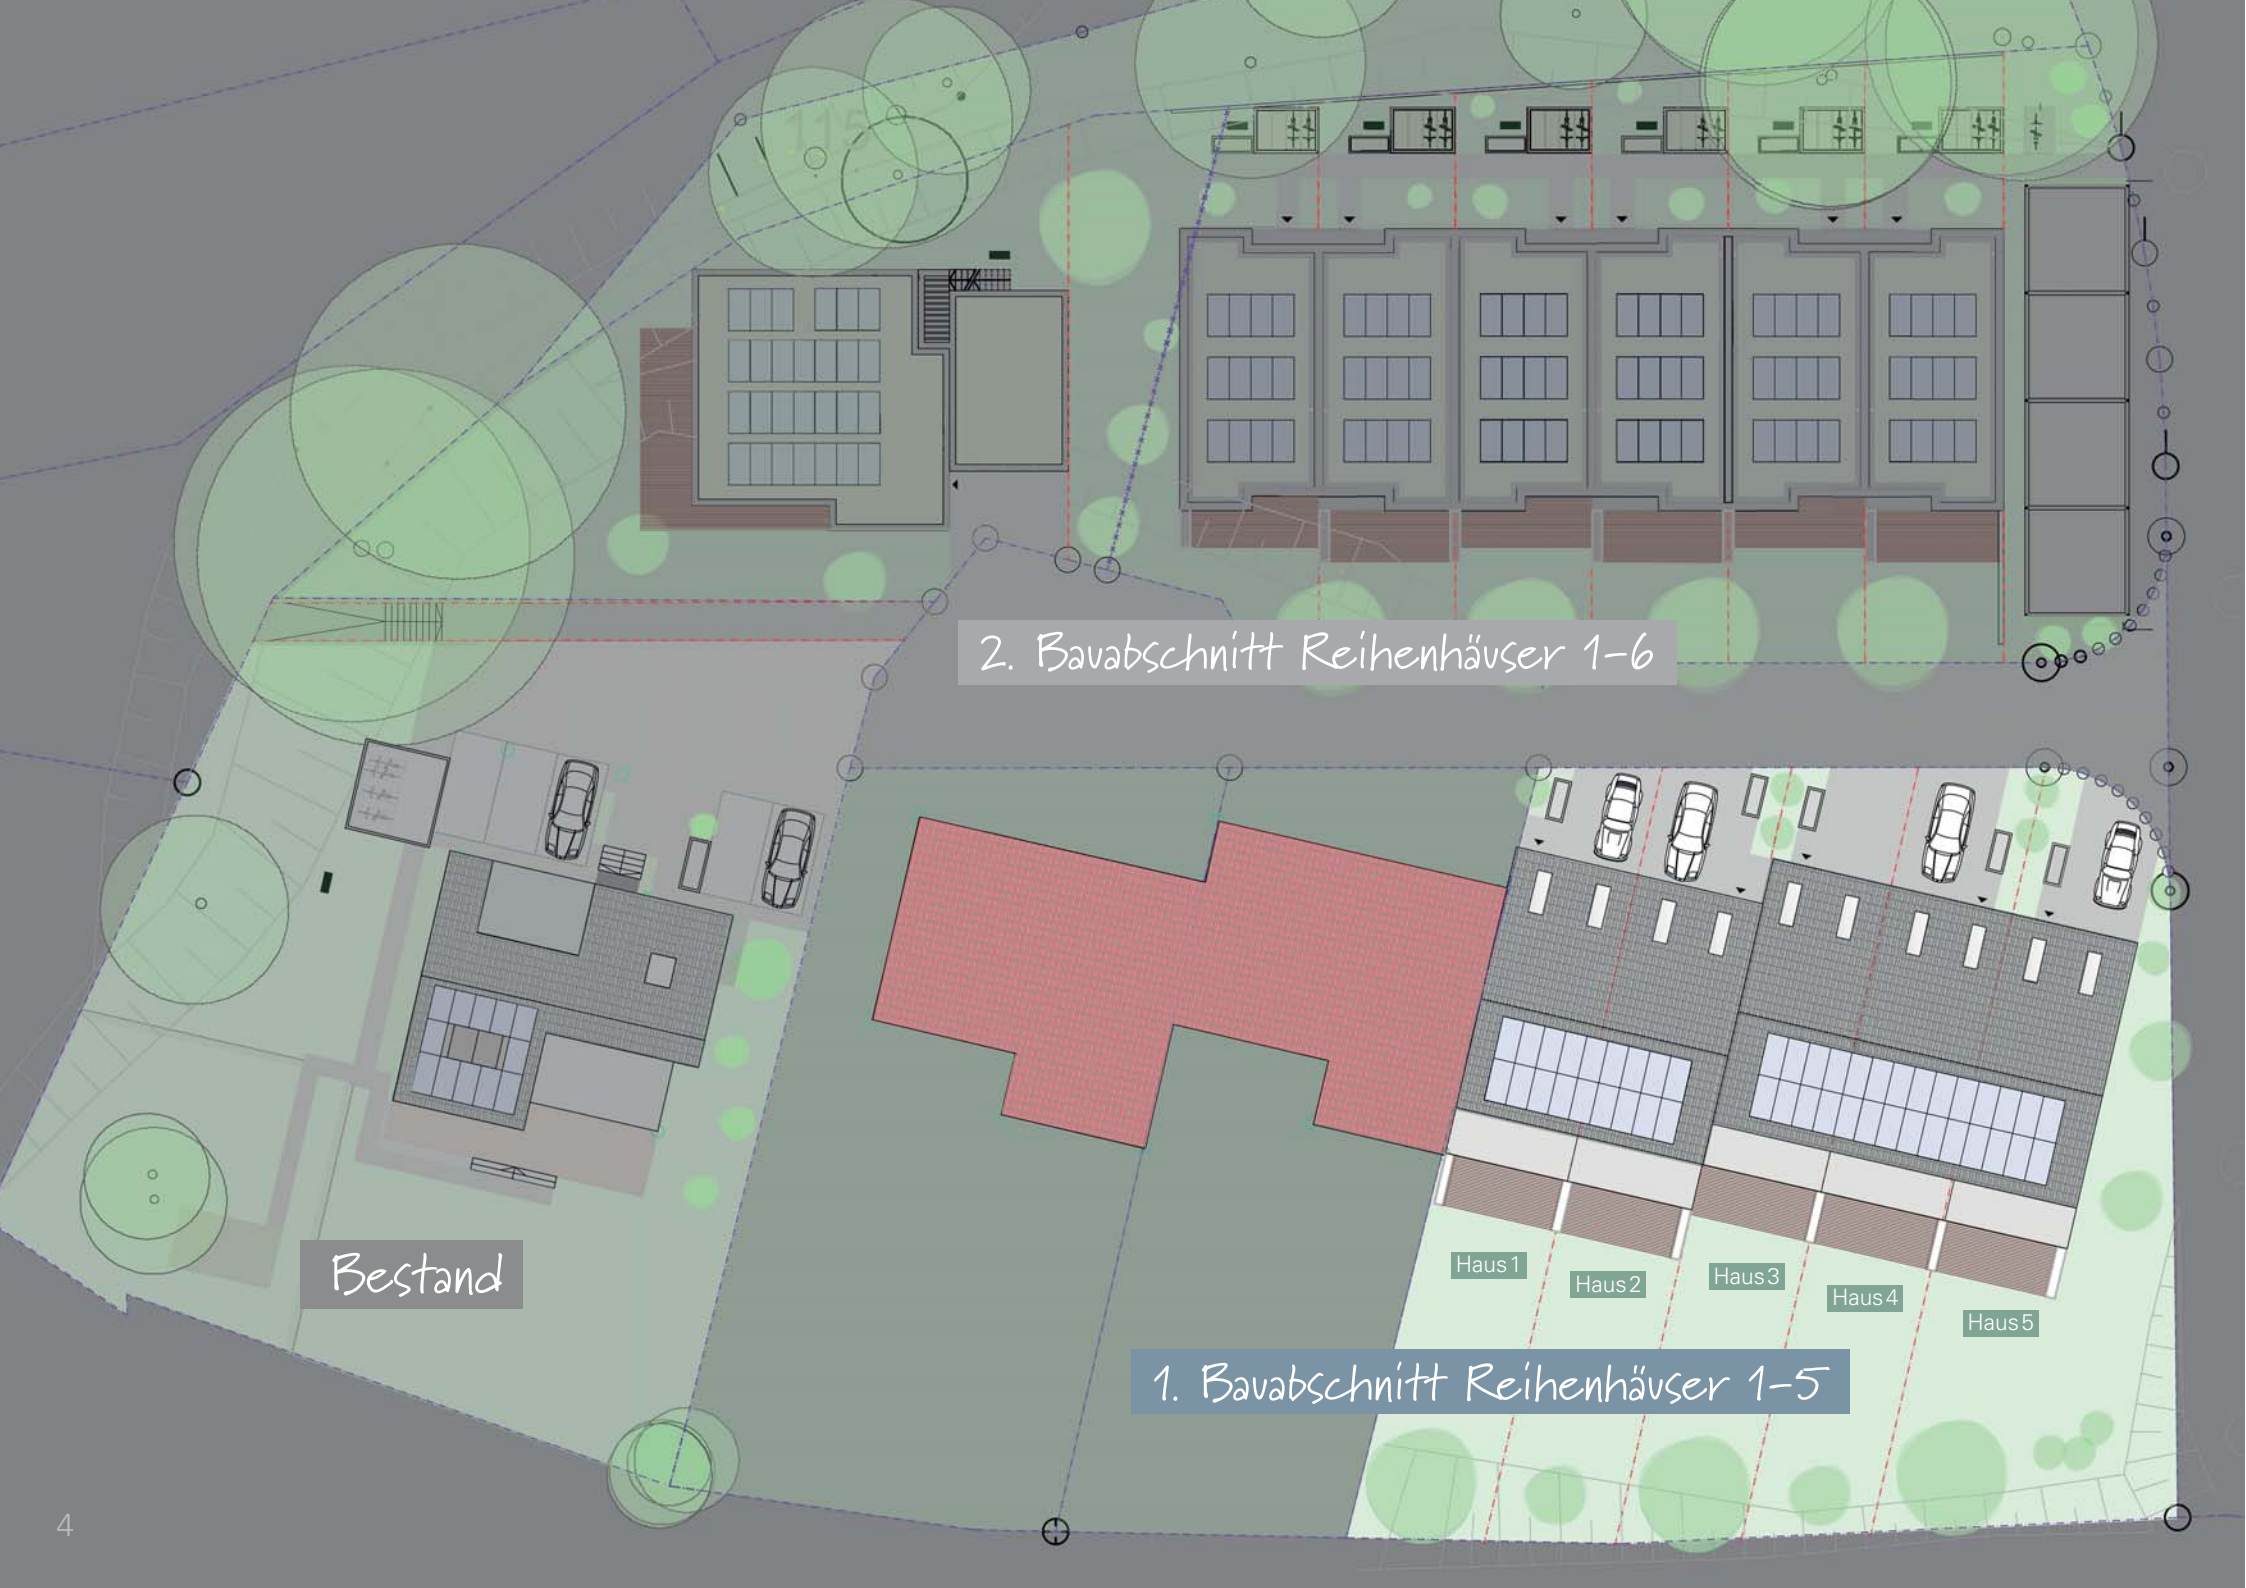 115
2. Bauabschnitt Reihenhäuser 1-6
Bestand
Haus 1
Haus 2
Haus 3
Haus 4
Haus 5
1. Bauabschnitt Reihenhäuser 1-5
4